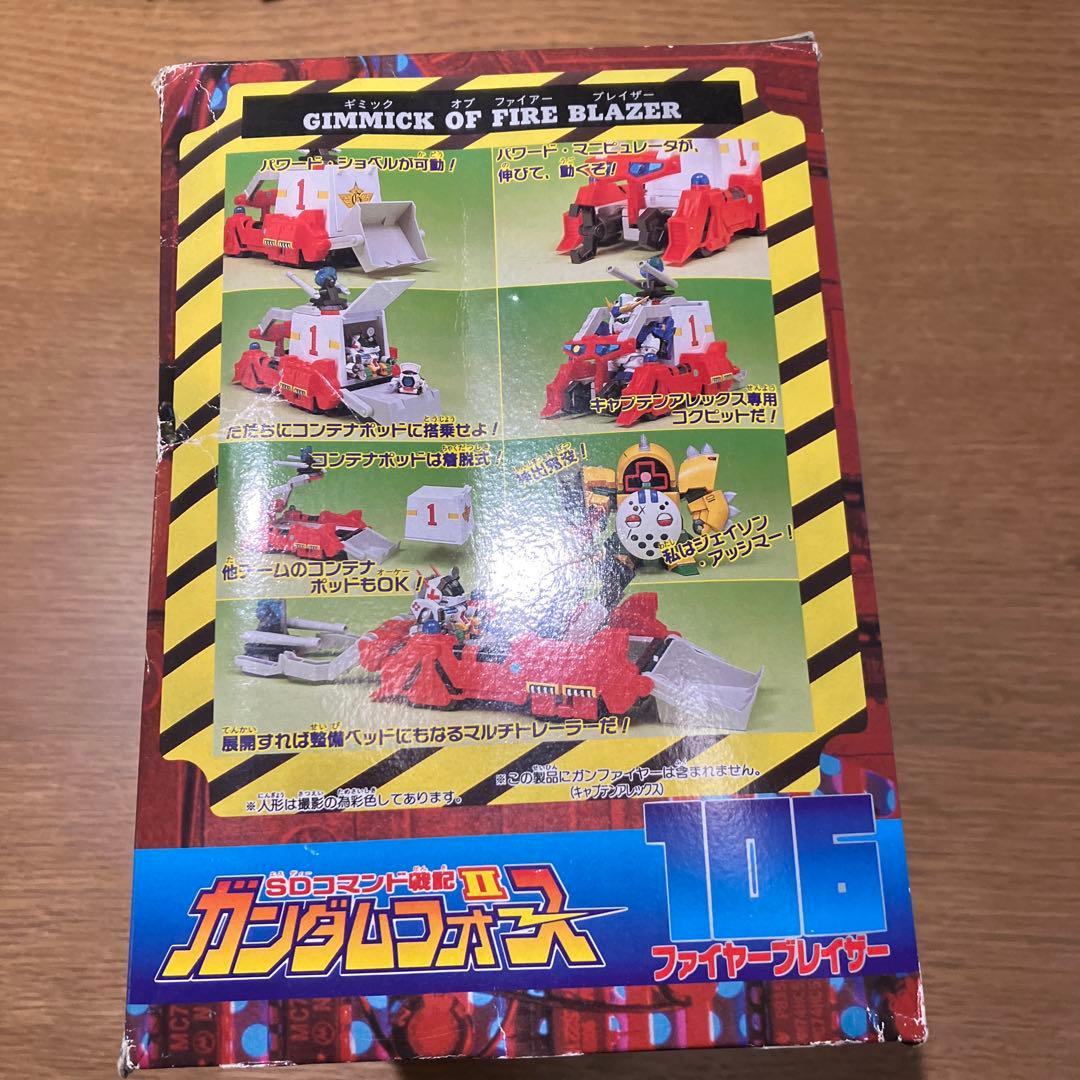 ギミック オブ ファイアー ブレイザー
GIMMICK OF FIRE BLAZER
パワード・ショベルが可動!
パワード・マニピュレータが、
伸びて、動くぞ!
ただちにコンテナポッドに搭乗せよ!
キャプテンアレックス専用
コクピットだ!
コンテナポッドは着脱式!
他チームのコンテナ
ポッドもOK!
神出鬼没!
私はジェイソン
・アッシマー!
展開すれば整備ベッドにもなるマルチトレーラーだ!
※人形は撮影の為彩色してあります。
※この製品にガンファイヤーは含まれません。
(キャプテンアレックス)
SDコマンド戦記II
ガンダムフォース
106
ファイヤーブレイザー